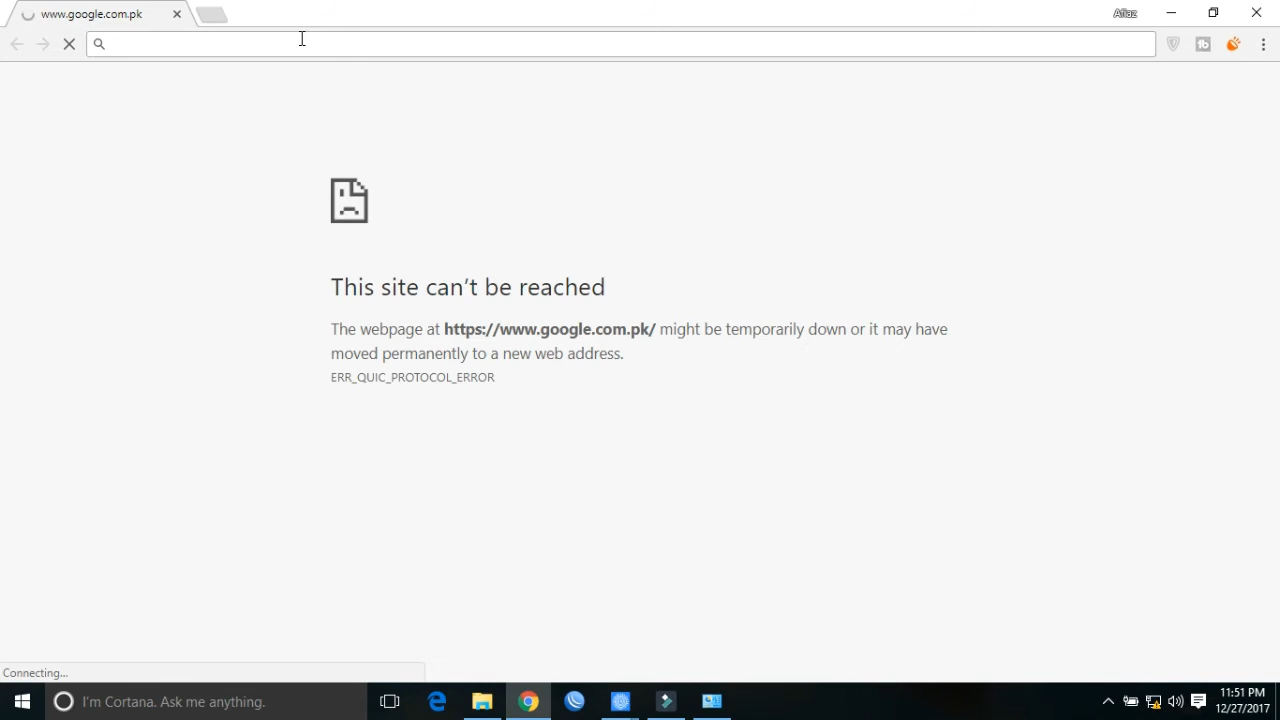 www.google.com.pk
Afiaz
This site can't be reached
The webpage at https://www.google.com.pk/ might be temporarily down or it may have
moved permanently to a new web address.
ERR_QUIC_PROTOCOL_ERROR
Connecting...
I'm Cortana. Ask me anything.
11:51 PM
12/27/2017